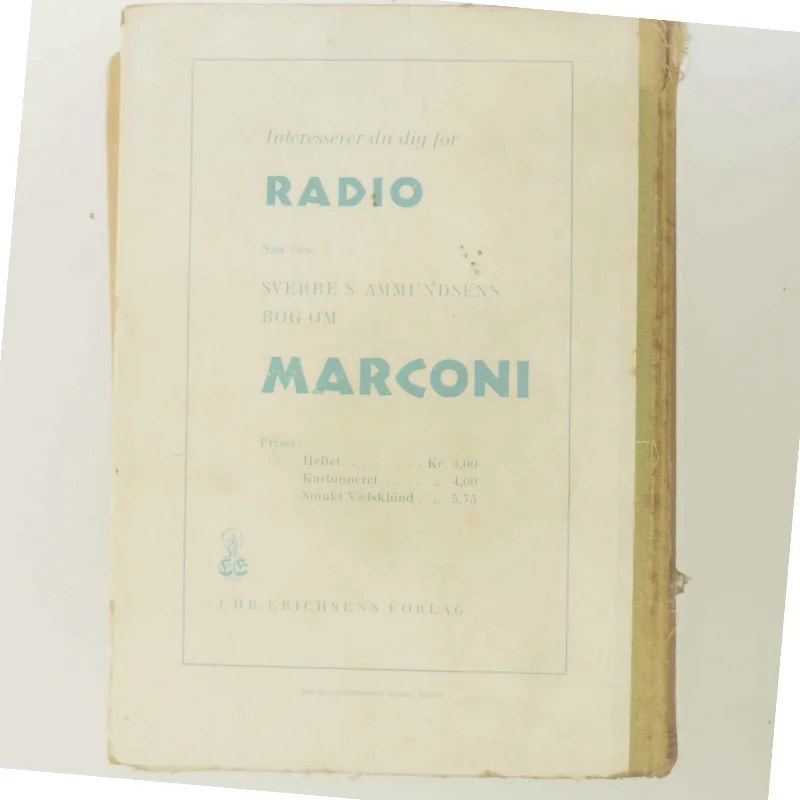 Interesserer du dig for
RADIO
Saa læs
SVERRE S. AMMUNDSENS
BOG OM
MARCONI
Priser:
Heftet . . . . . . . Kr. 3,00
Kartonneret . . . . „ 4,00
Smukt Vælskbind . „ 5,75
CHR. ERICHSENS FORLAG